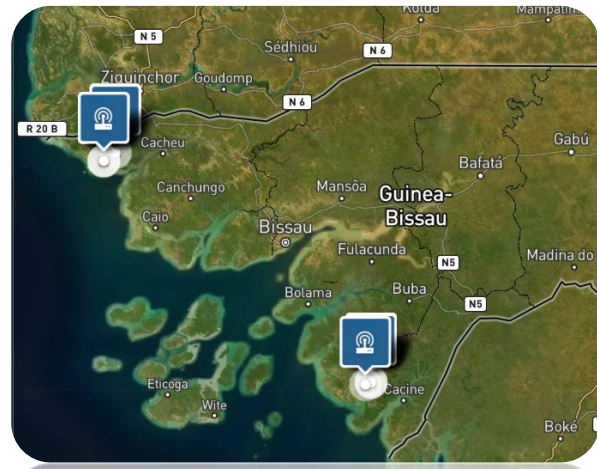 Kolda
Mampatim
N 5
Sédhiou
N 6
Ziguinchor
Goudomp
N 6
R 20 B
Cacheu
Gabú
Bafatá
Canchungo
Mansôa
Guinea-
Bissau
Caio
Bissau
Fulacunda
N5
Madina do
Bolama
Buba
N5
Eticoga
Cacine
Wite
Boké